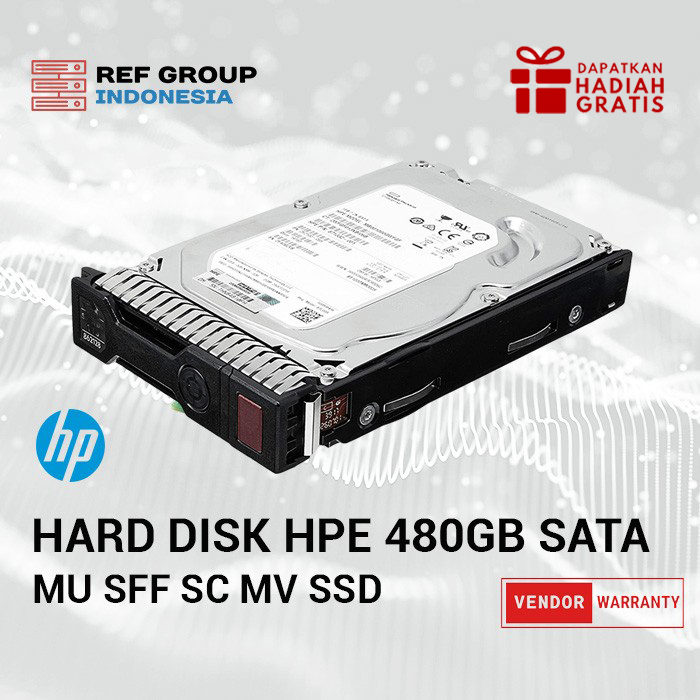 REF GROUP
INDONESIA
DAPATKAN
HADIAH
GRATIS
hp
HARD DISK HPE 480GB SATA
MU SFF SC MV SSD
VENDOR WARRANTY